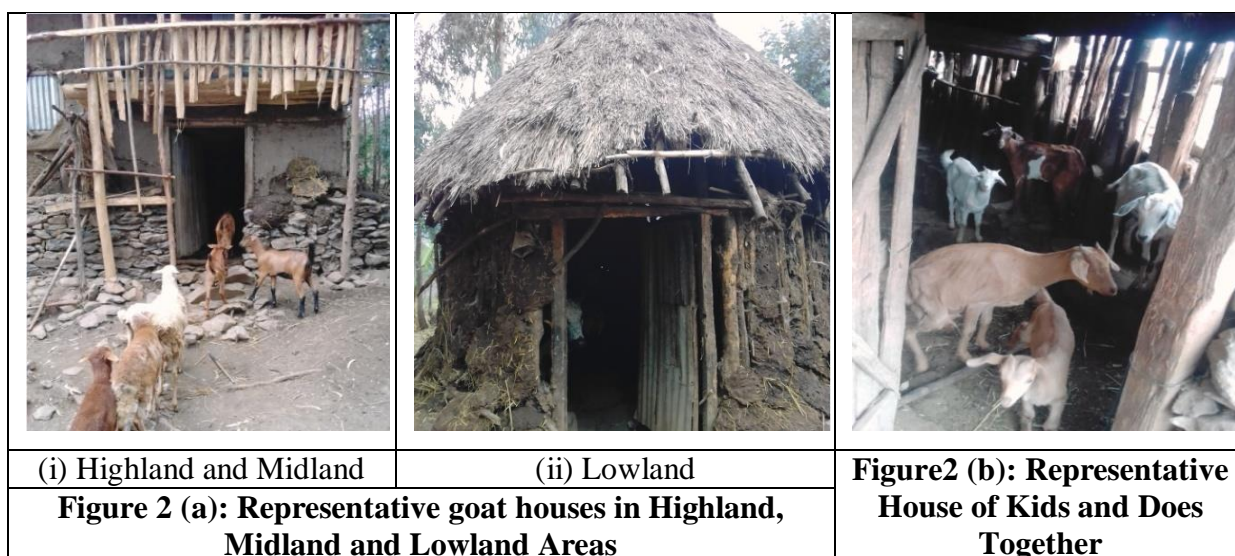 (i) Highland and Midland
(ii) Lowland
Figure 2 (a): Representative goat houses in Highland,
Midland and Lowland Areas
Figure2 (b): Representative
House of Kids and Does
Together